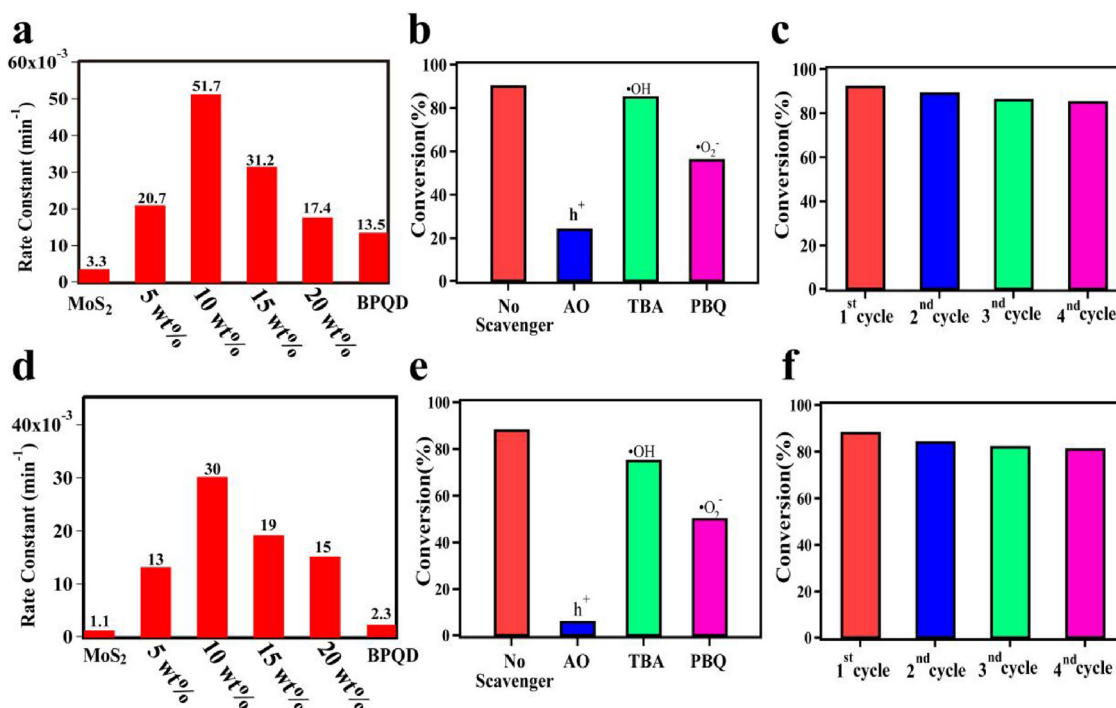 a
Rate Constant (min⁻¹)
60x10⁻³
50
40
30
20
10
0
3.3
20.7
51.7
31.2
17.4
13.5
MoS₂
5 wt%
10 wt%
15 wt%
20 wt%
BPQD
b
Conversion(%)
100
80
60
40
20
0
h⁺
•OH
•O₂⁻
No
Scavenger
AO
TBA
PBQ
c
Conversion(%)
100
80
60
40
20
0
1ˢᵗ cycle
2ⁿᵈ cycle
3ⁿᵈ cycle
4ⁿᵈ cycle
d
Rate Constant (min⁻¹)
40x10⁻³
30
20
10
0
1.1
13
30
19
15
2.3
MoS₂
5 wt%
10 wt%
15 wt%
20 wt%
BPQD
e
Conversion(%)
100
80
60
40
20
0
h⁺
•OH
•O₂⁻
No
Scavenger
AO
TBA
PBQ
f
Conversion(%)
100
80
60
40
20
0
1ˢᵗ cycle
2ⁿᵈ cycle
3ⁿᵈ cycle
4ⁿᵈ cycle